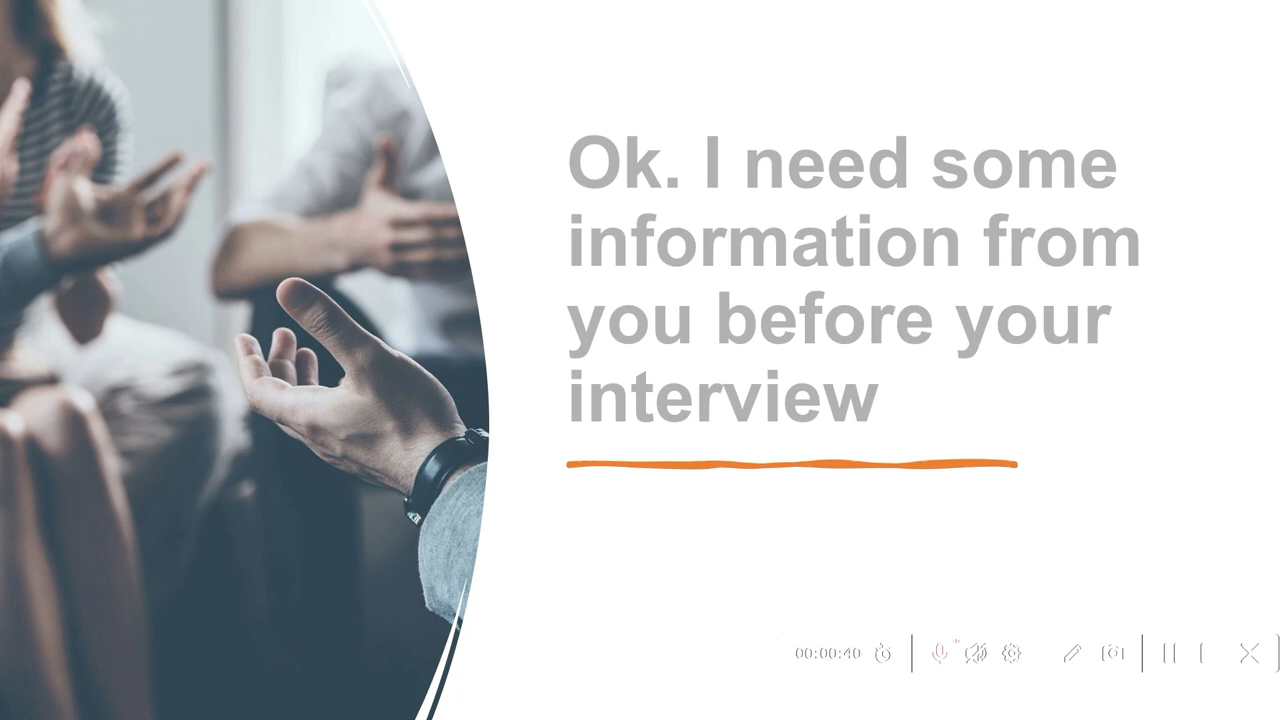 Ok. I need some
information from
you before your
interview
00:00:40